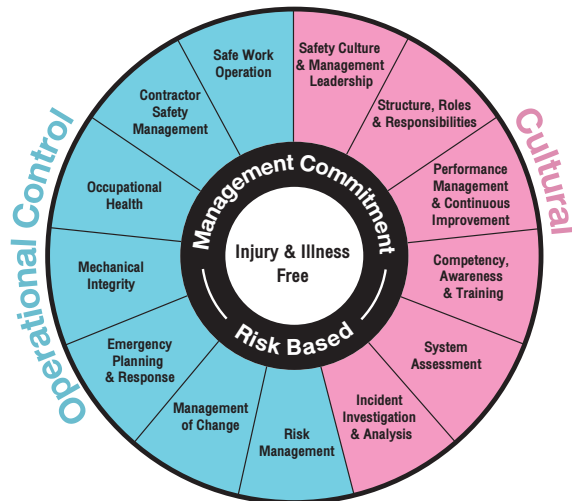 Safety Culture
& Management
Leadership
Structure, Roles
& Responsibilities
Performance
Management
& Continuous
Improvement
Competency,
Awareness
& Training
System
Assessment
Incident
Investigation
& Analysis
Risk
Management
Management
of Change
Emergency
Planning
& Response
Mechanical
Integrity
Occupational
Health
Contractor
Safety
Management
Safe Work
Operation
Operational Control
Cultural
Management Commitment
Risk Based
Injury & Illness
Free